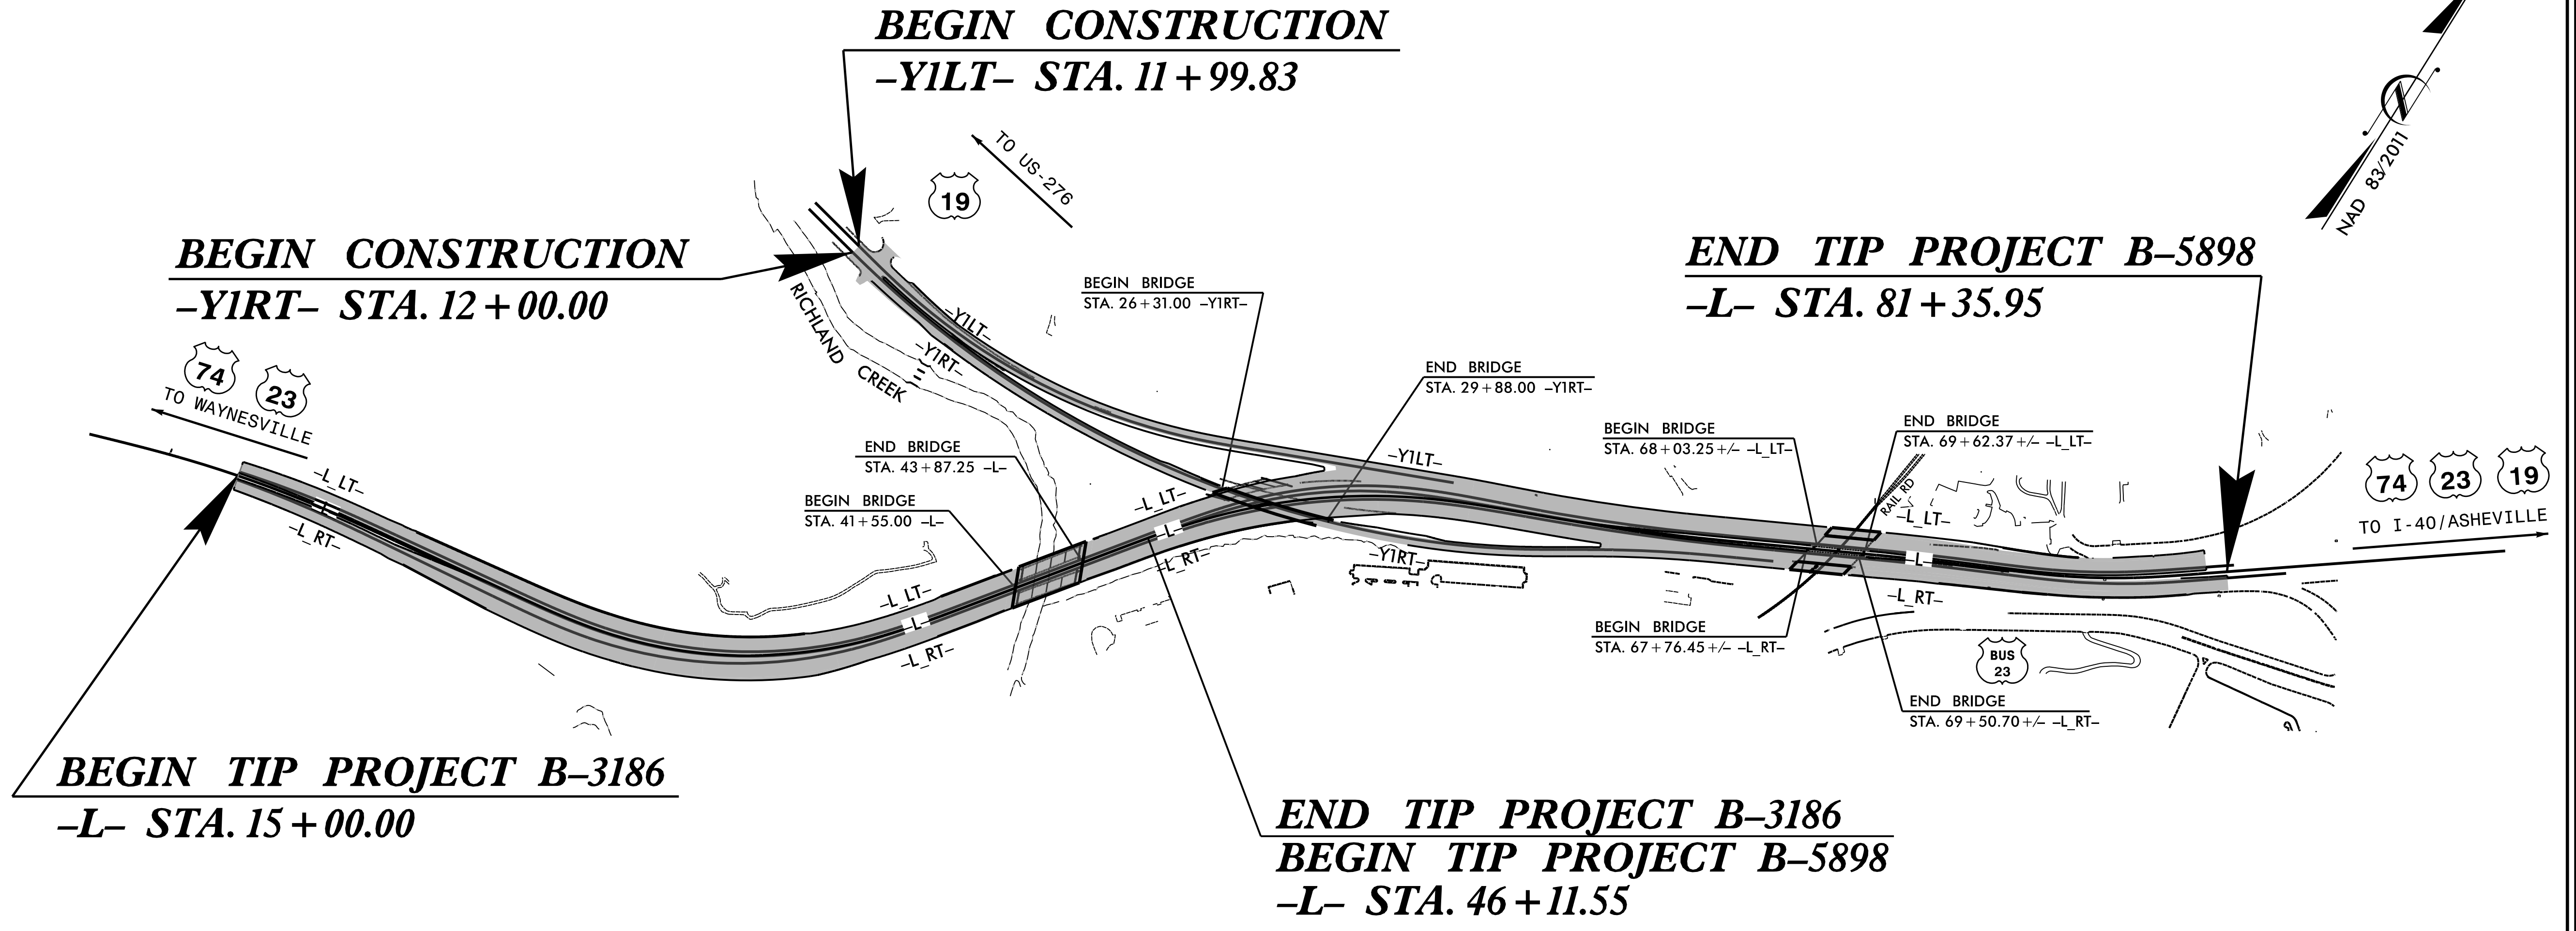 BEGIN CONSTRUCTION
–Y1LT– STA. 11+99.83
TO US-276
19
NAD 83/2011
BEGIN CONSTRUCTION
–Y1RT– STA. 12+00.00
END TIP PROJECT B–5898
–L– STA. 81+35.95
BEGIN BRIDGE
STA. 26+31.00 –Y1RT–
RICHLAND
CREEK
–Y1LT–
–Y1RT–
74
23
TO WAYNESVILLE
END BRIDGE
STA. 29+88.00 –Y1RT–
BEGIN BRIDGE
STA. 68+03.25+/– –L_LT–
END BRIDGE
STA. 69+62.37+/– –L_LT–
END BRIDGE
STA. 43+87.25 –L–
–Y1LT–
BEGIN BRIDGE
STA. 41+55.00 –L–
–L_LT–
–L–
–L_RT–
–L_LT–
–L–
–L_RT–
RAIL RD
–L_LT–
–L–
–L_RT–
74
23
19
TO I-40/ASHEVILLE
–Y1RT–
–L_LT–
–L–
–L_RT–
BEGIN BRIDGE
STA. 67+76.45+/– –L_RT–
BUS
23
END BRIDGE
STA. 69+50.70+/– –L_RT–
BEGIN TIP PROJECT B–3186
–L– STA. 15+00.00
END TIP PROJECT B–3186
BEGIN TIP PROJECT B–5898
–L– STA. 46+11.55